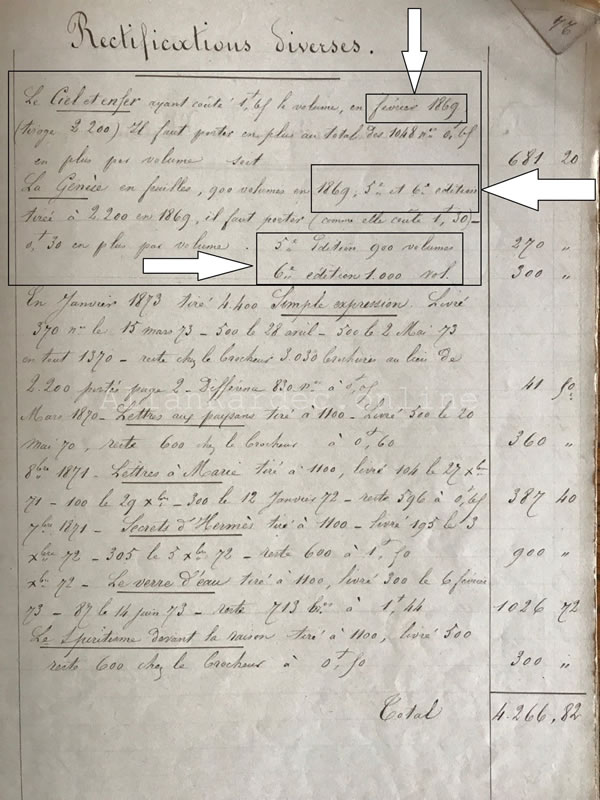 Rectifications diverses.
Le Ciel et enfer ayant coûté 1f,65 le volume, en février 1869
(tirage 2.200) Il faut porter en plus au total des 1048 nos 0f,65
en plus par volume soit 681 20
La Genèse en feuilles, 900 volumes en 1869, 5e et 6e edition
tirée à 2.200 en 1869, il faut porter (comme elle coûte 1f,30)-
0f30 en plus par volume. 5e Edition 900 volumes 270 "
6e edition 1.000 vol. 300 "
En Janvier 1873 tiré 4.400 Simple expression. Livré
370 nos le 15 mars 73 - 500 le 28 avril - 500 le 2 Mai 73
en tout 1370 - reste chez le brocheur 3.030 brochures au lieu de
2.200 portés page 2 - Différence 830 nos à 0f,05 41 50
Mars 1870 - Lettres aux paysans tiré à 1100 - Livré 500 le 20
mai 70, reste 600 chez le brocheur à 0f,60 360 "
8bre 1871 - Lettres à Marie tiré à 1100, livré 104 le 27 xbre
71 - 100 le 29 xbre - 300 le 12 Janvier 72 - reste 596 à 0f,65 387 40
7bre 1871 - Secrets d'Hermès tiré à 1100 - livré 195 le 3
xbre 72 - 305 le 5 xbre 72 - reste 600 à 1f,50 900 "
xbre 72 - Le verre d'eau tiré à 1100, livré 300 le 6 février
73 - 87 le 14 juin 73 - reste 713 à 1f,44 1026 72
Le Spiritisme devant la raison tiré à 1100, livré 500
reste 600 chez le brocheur à 0f,50 300 "
Total 4.266,82